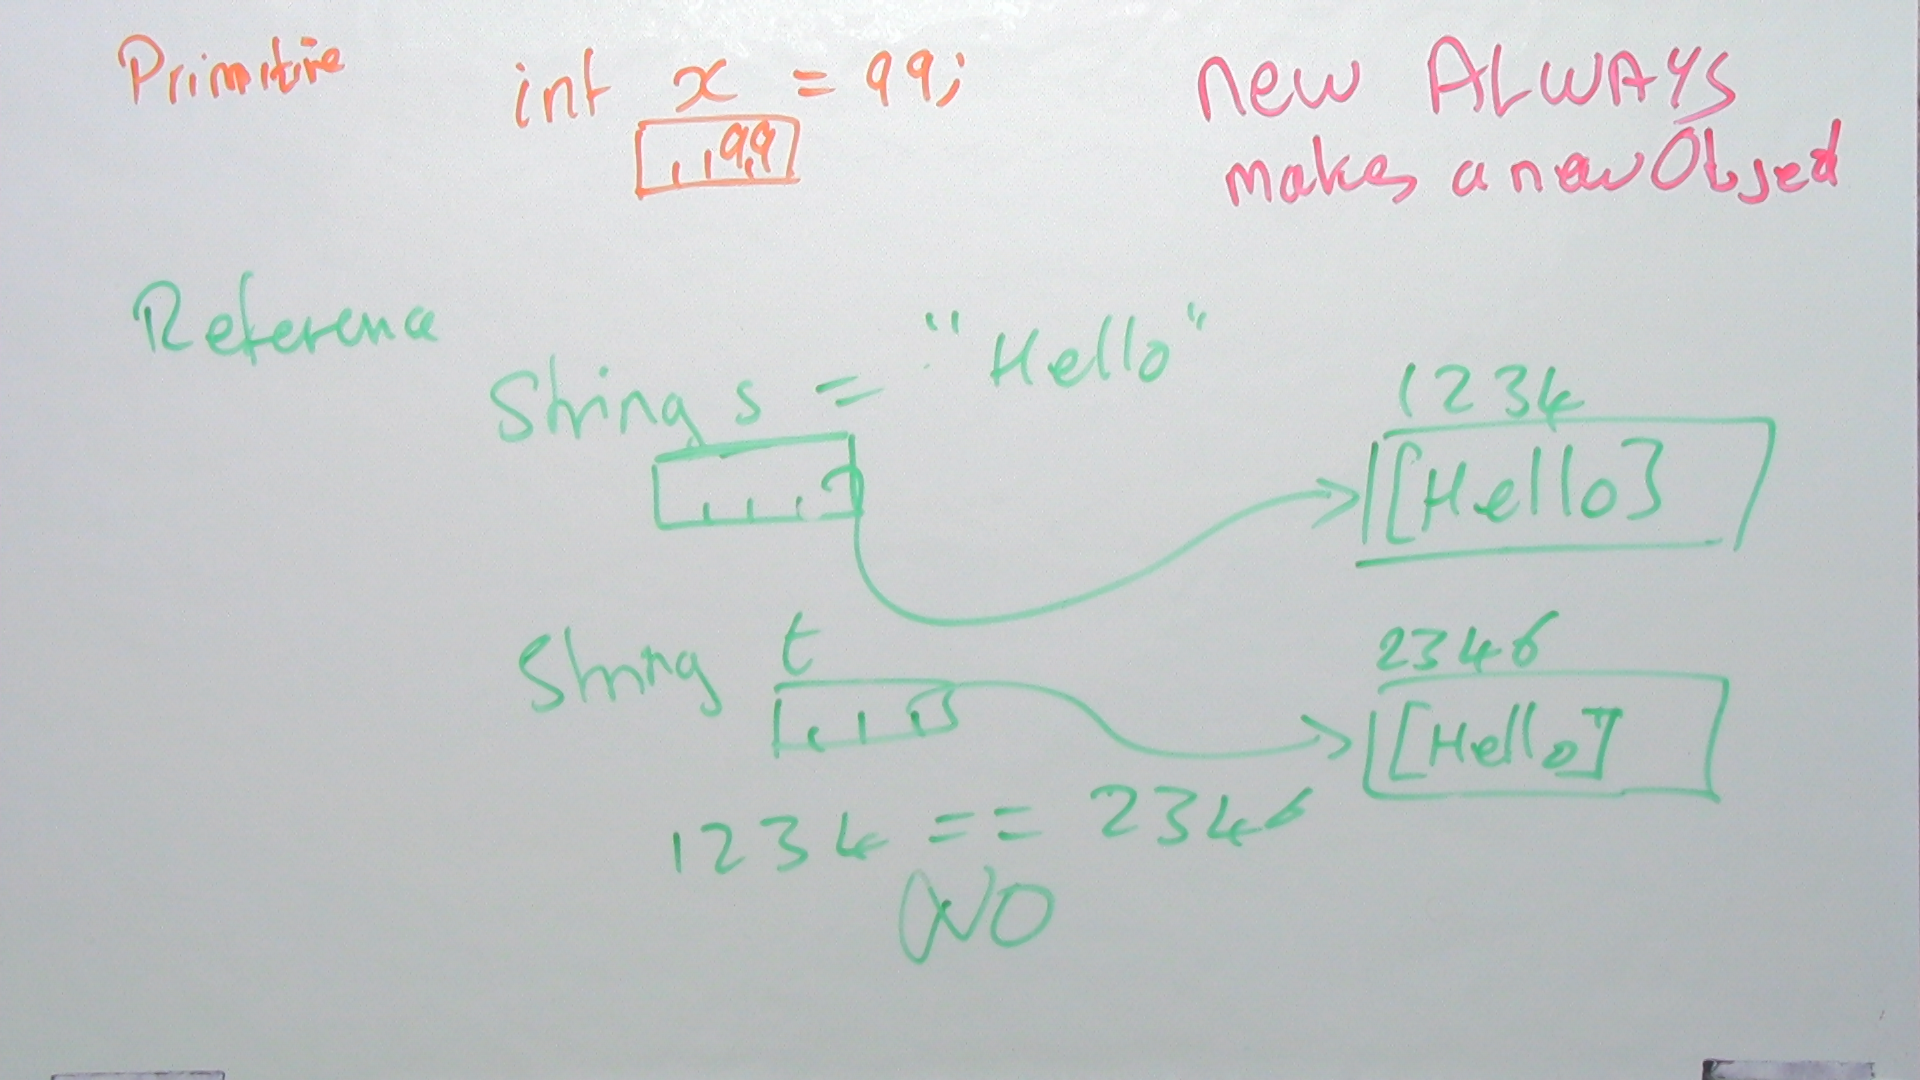 Primitive int x = 99;
99
new ALWAYS
makes a new Object
Reference
String s = "Hello"
1234
[Hello]
String t
2346
[Hello]
1234 == 2346
NO